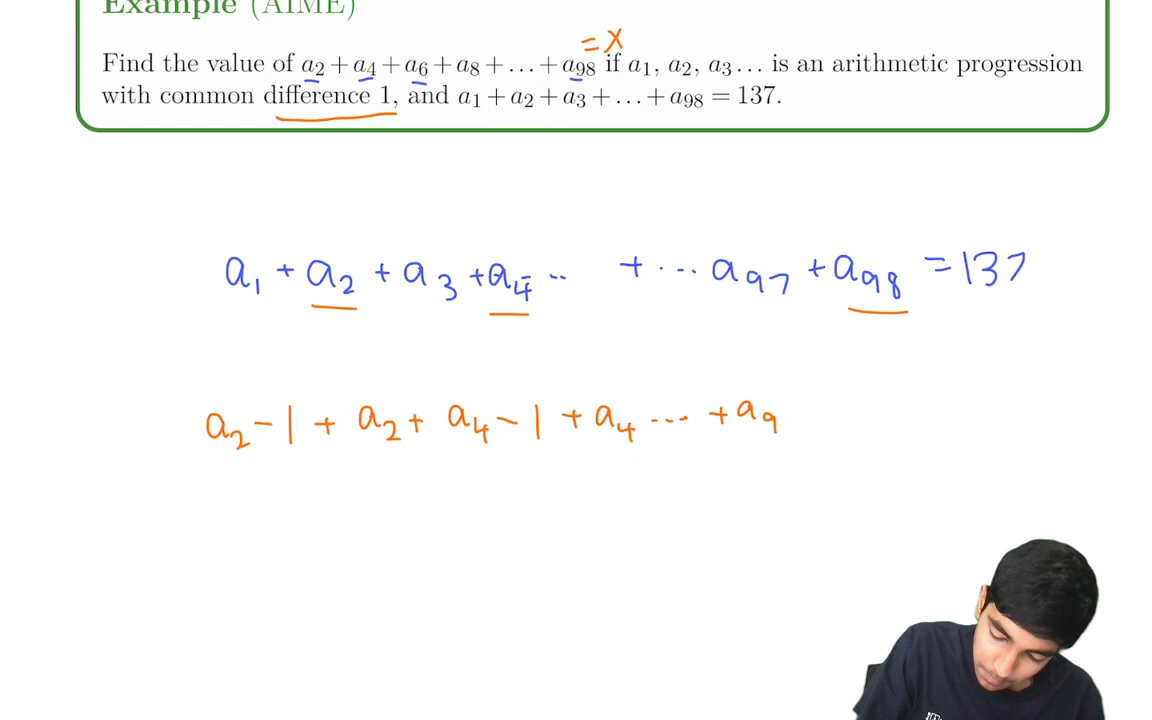 Example (AIME)
= X
Find the value of a₂ + a₄ + a₆ + a₈ + … + a₉₈ if a₁, a₂, a₃ … is an arithmetic progression
with common difference 1, and a₁ + a₂ + a₃ + … + a₉₈ = 137.
a₁ + a₂ + a₃ + a₄ ·· + ··· a₉₇ + a₉₈ = 137
a₂ - 1 + a₂ + a₄ - 1 + a₄ ··· + a₉